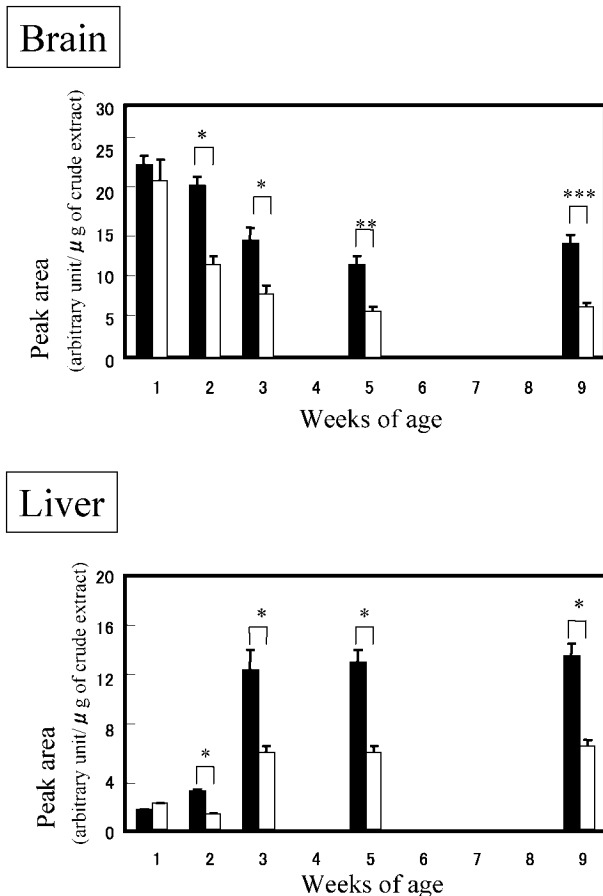 Brain
Peak area
(arbitrary unit/μg of crude extract)
30
25
20
15
10
5
0
*
*
**
***
1 2 3 4 5 6 7 8 9
Weeks of age
Liver
Peak area
(arbitrary unit/μg of crude extract)
20
16
12
8
4
0
*
*
*
*
1 2 3 4 5 6 7 8 9
Weeks of age